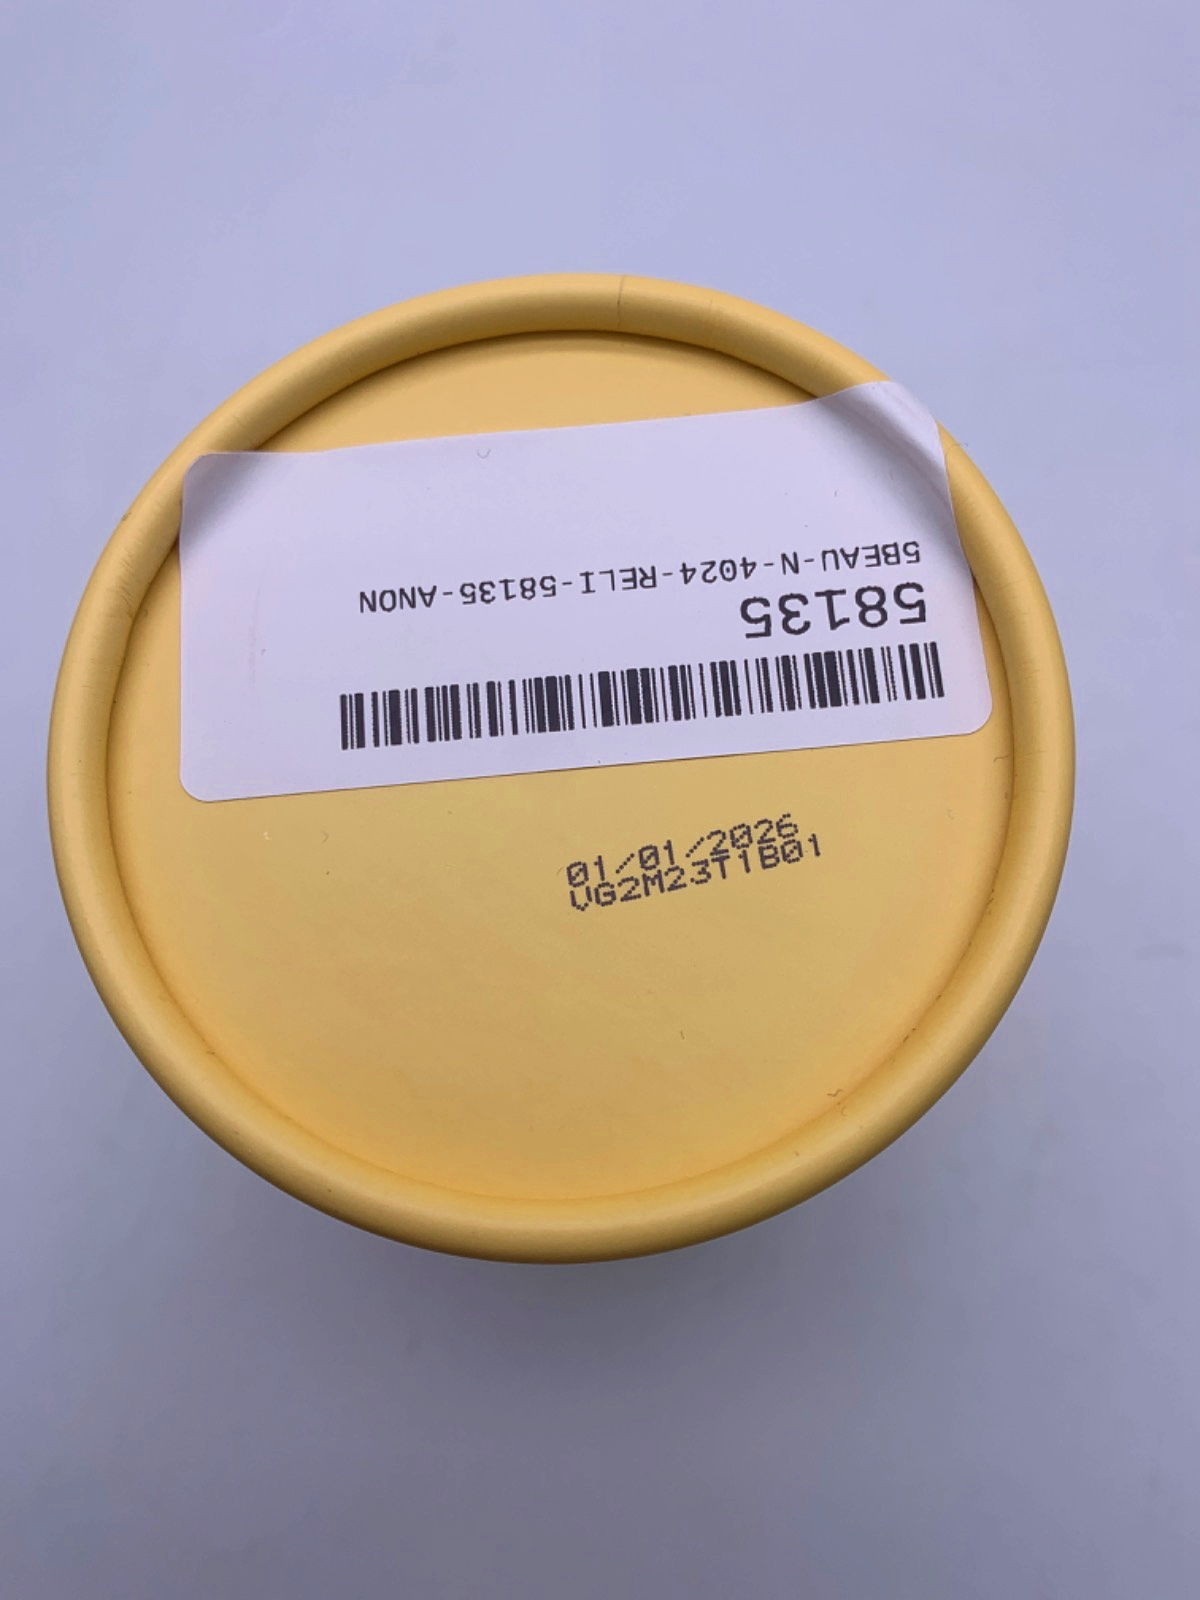 58135
5BEAU-N-4024-RELI-58135-ANON
01/01/2026
VG2M23T1B01